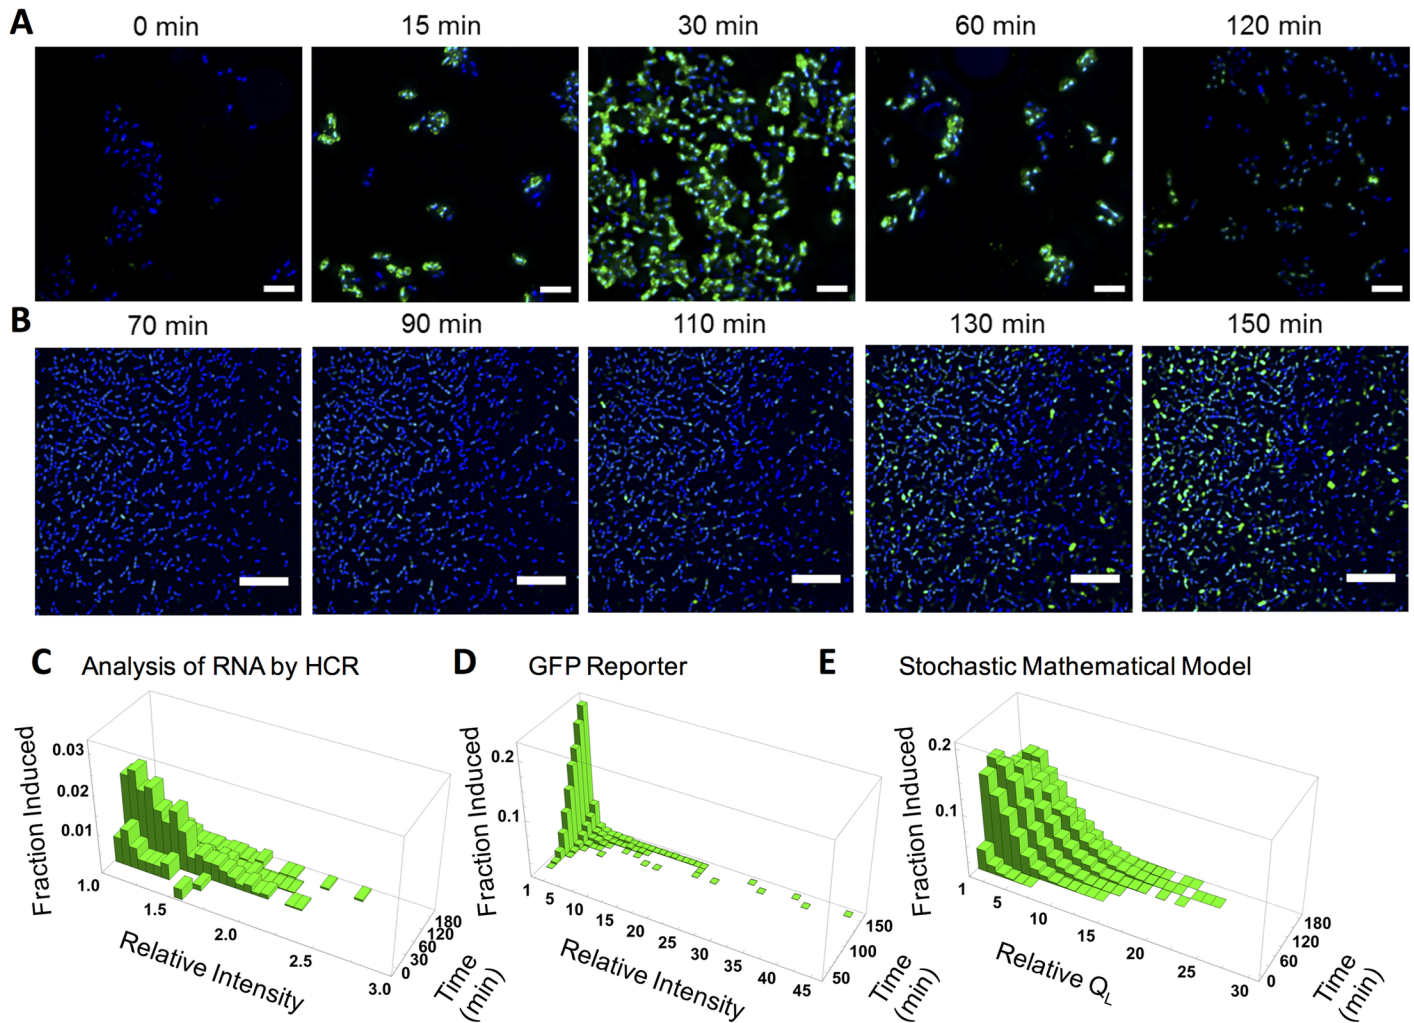 A
0 min 15 min 30 min 60 min 120 min
B
70 min 90 min 110 min 130 min 150 min
C Analysis of RNA by HCR
Fraction Induced
0.03
0.02
0.01
1.0 1.5 2.0 2.5 3.0
Relative Intensity
0 30 60 120 180
Time
(min)
D GFP Reporter
Fraction Induced
0.2
0.1
1 5 10 15 20 25 30 35 40 45
Relative Intensity
50 100 150
Time
(min)
E Stochastic Mathematical Model
Fraction Induced
0.2
0.1
1 5 10 15 20 25 30
Relative QL
0 60 120 180
Time
(min)